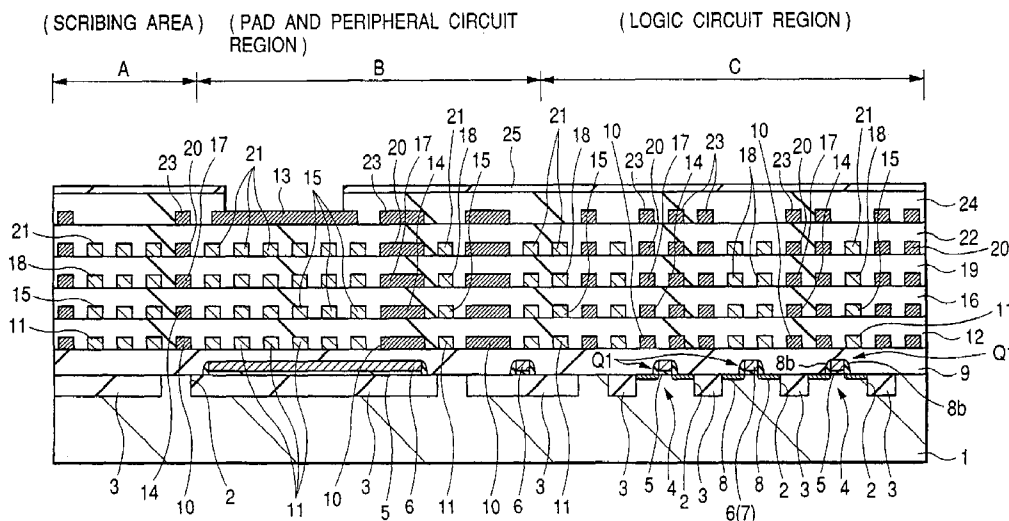 (SCRIBING AREA) (PAD AND PERIPHERAL CIRCUIT REGION) (LOGIC CIRCUIT REGION)
A B C
21 21 10 10 21
20 17 21 13 15 23 20 17 14 18 15 25 21 18 15 23 20 17 14 23 18 23 20 17 14 18 15
23
24
21 22
20
18 19
15 16
11 11
12
Q1 8b Q1
9
8b
1
3 14 10 2 11 10 5 3 6 11 10 6 3 11 3 5 4 2 3 8 6(7) 8 2 3 5 4 2 3